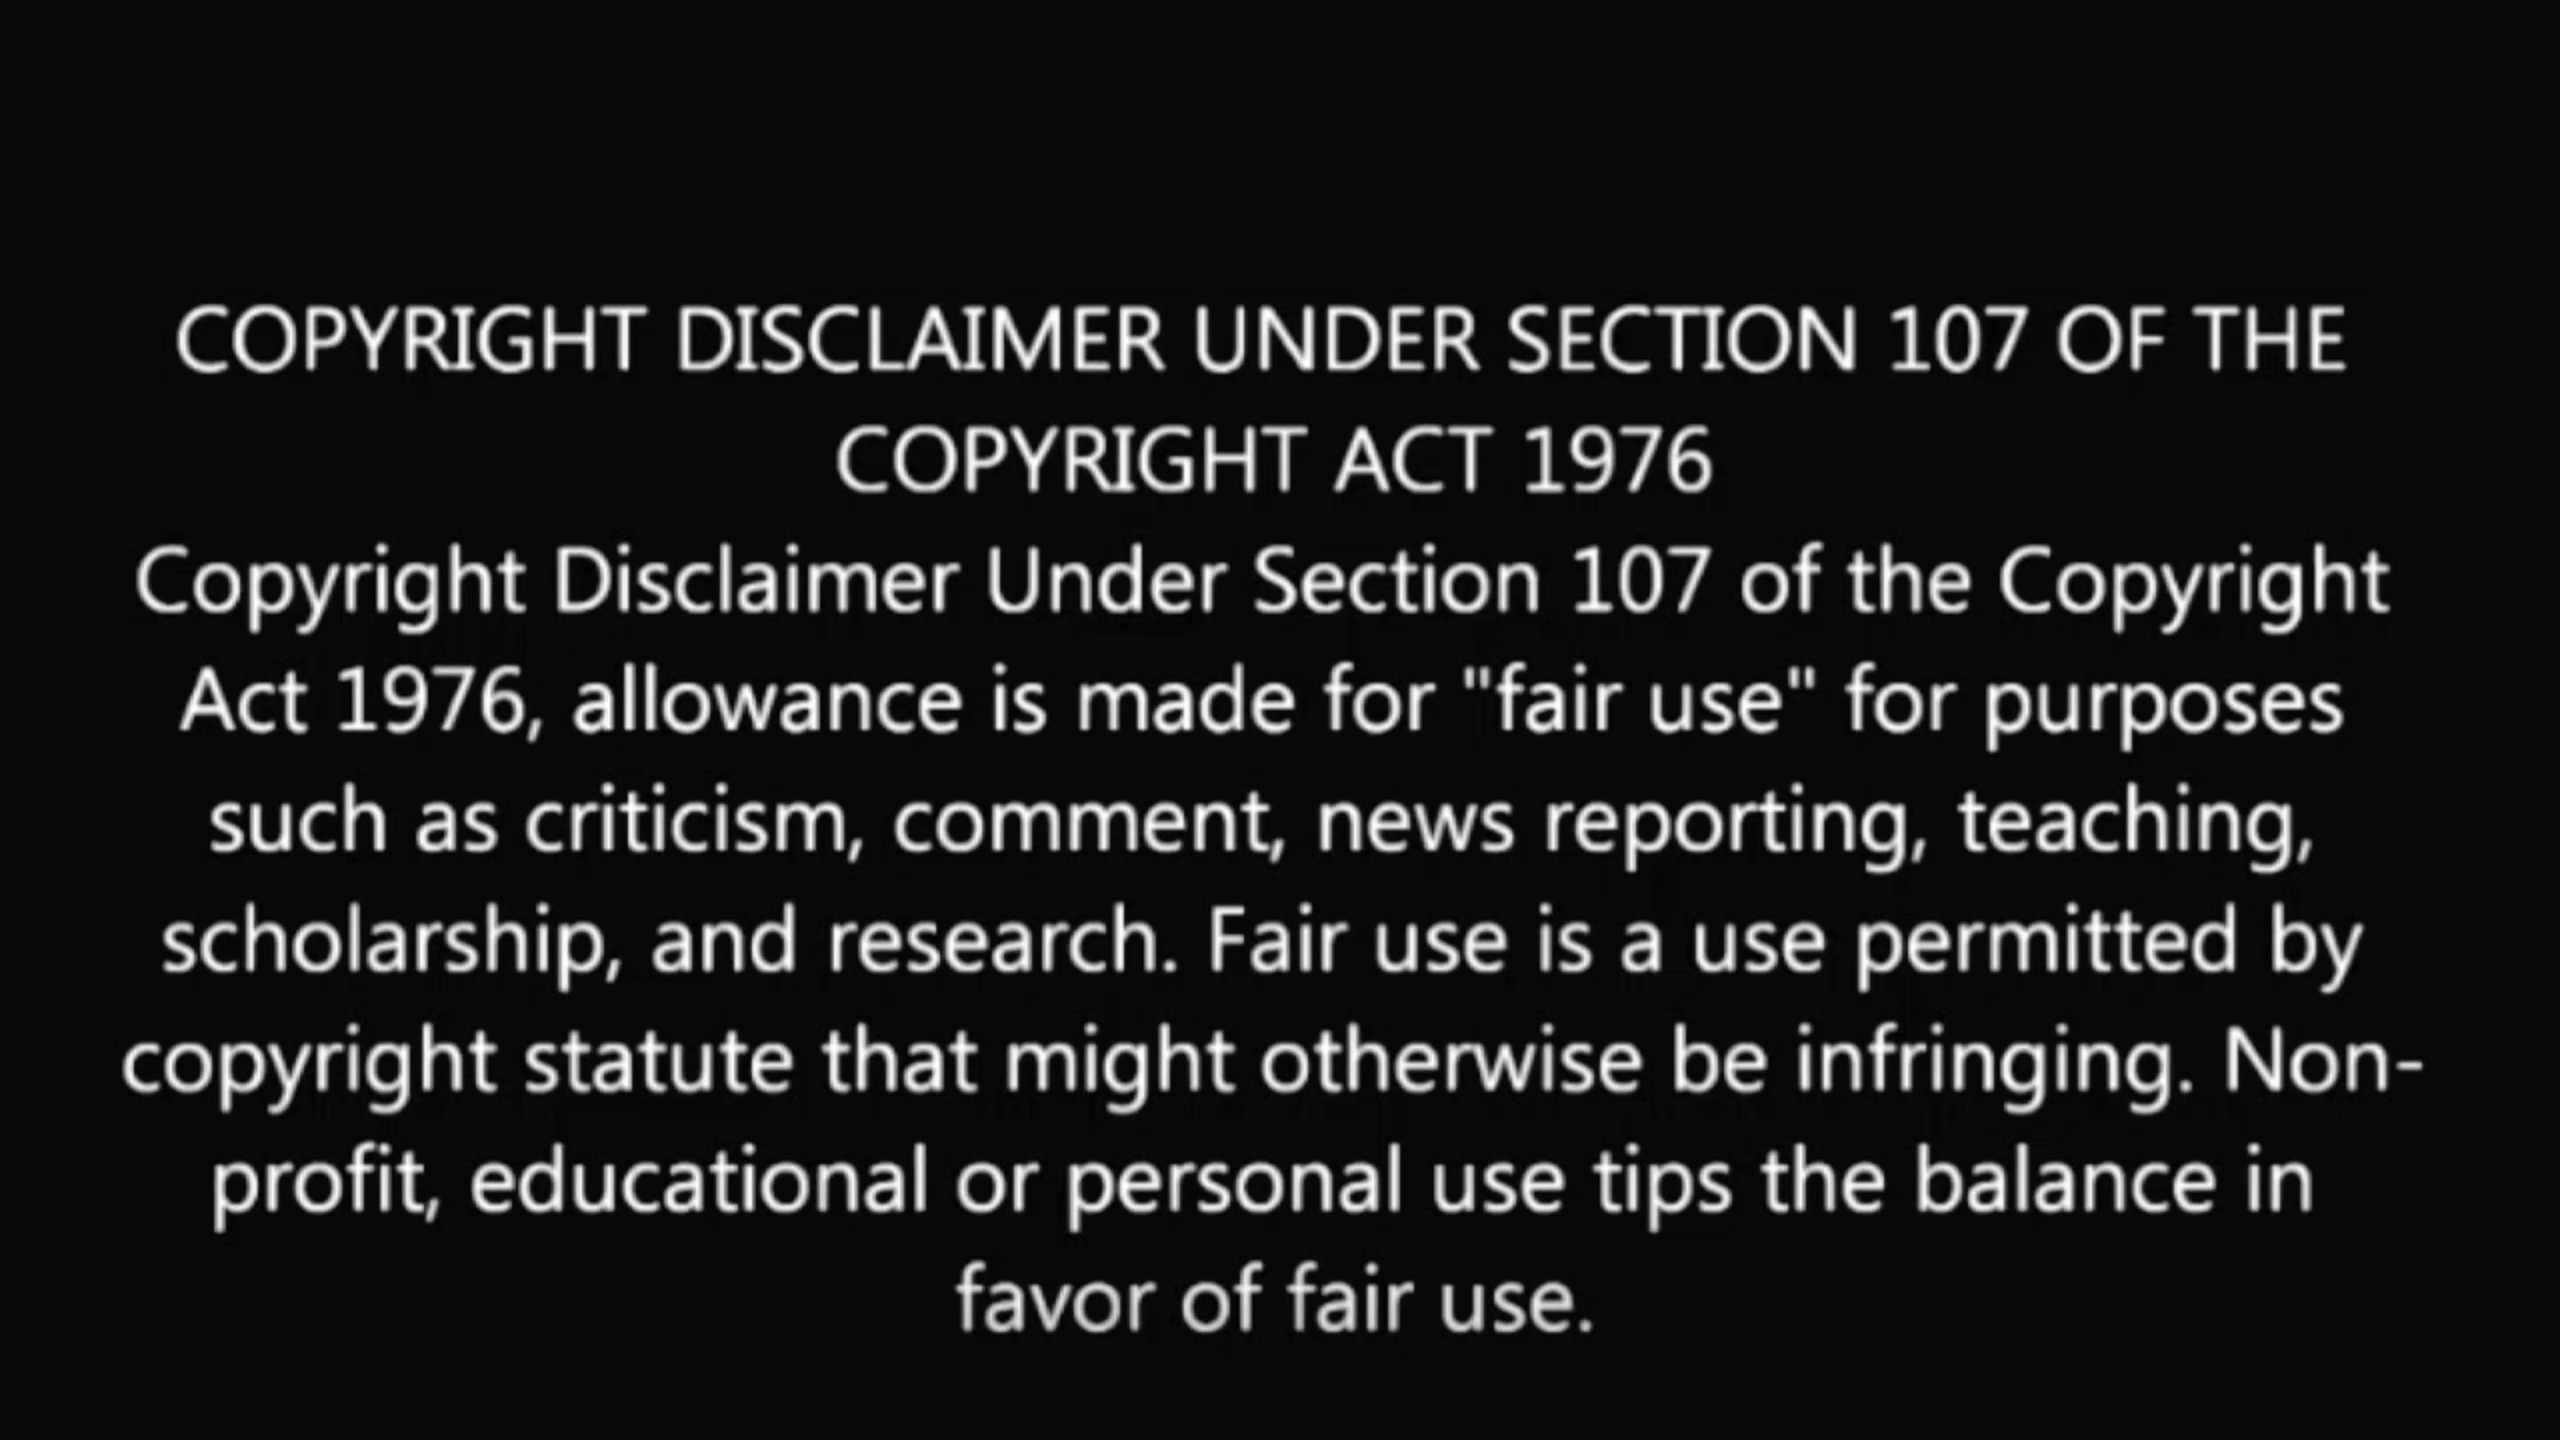 COPYRIGHT DISCLAIMER UNDER SECTION 107 OF THE
COPYRIGHT ACT 1976
Copyright Disclaimer Under Section 107 of the Copyright
Act 1976, allowance is made for "fair use" for purposes
such as criticism, comment, news reporting, teaching,
scholarship, and research. Fair use is a use permitted by
copyright statute that might otherwise be infringing. Non-
profit, educational or personal use tips the balance in
favor of fair use.